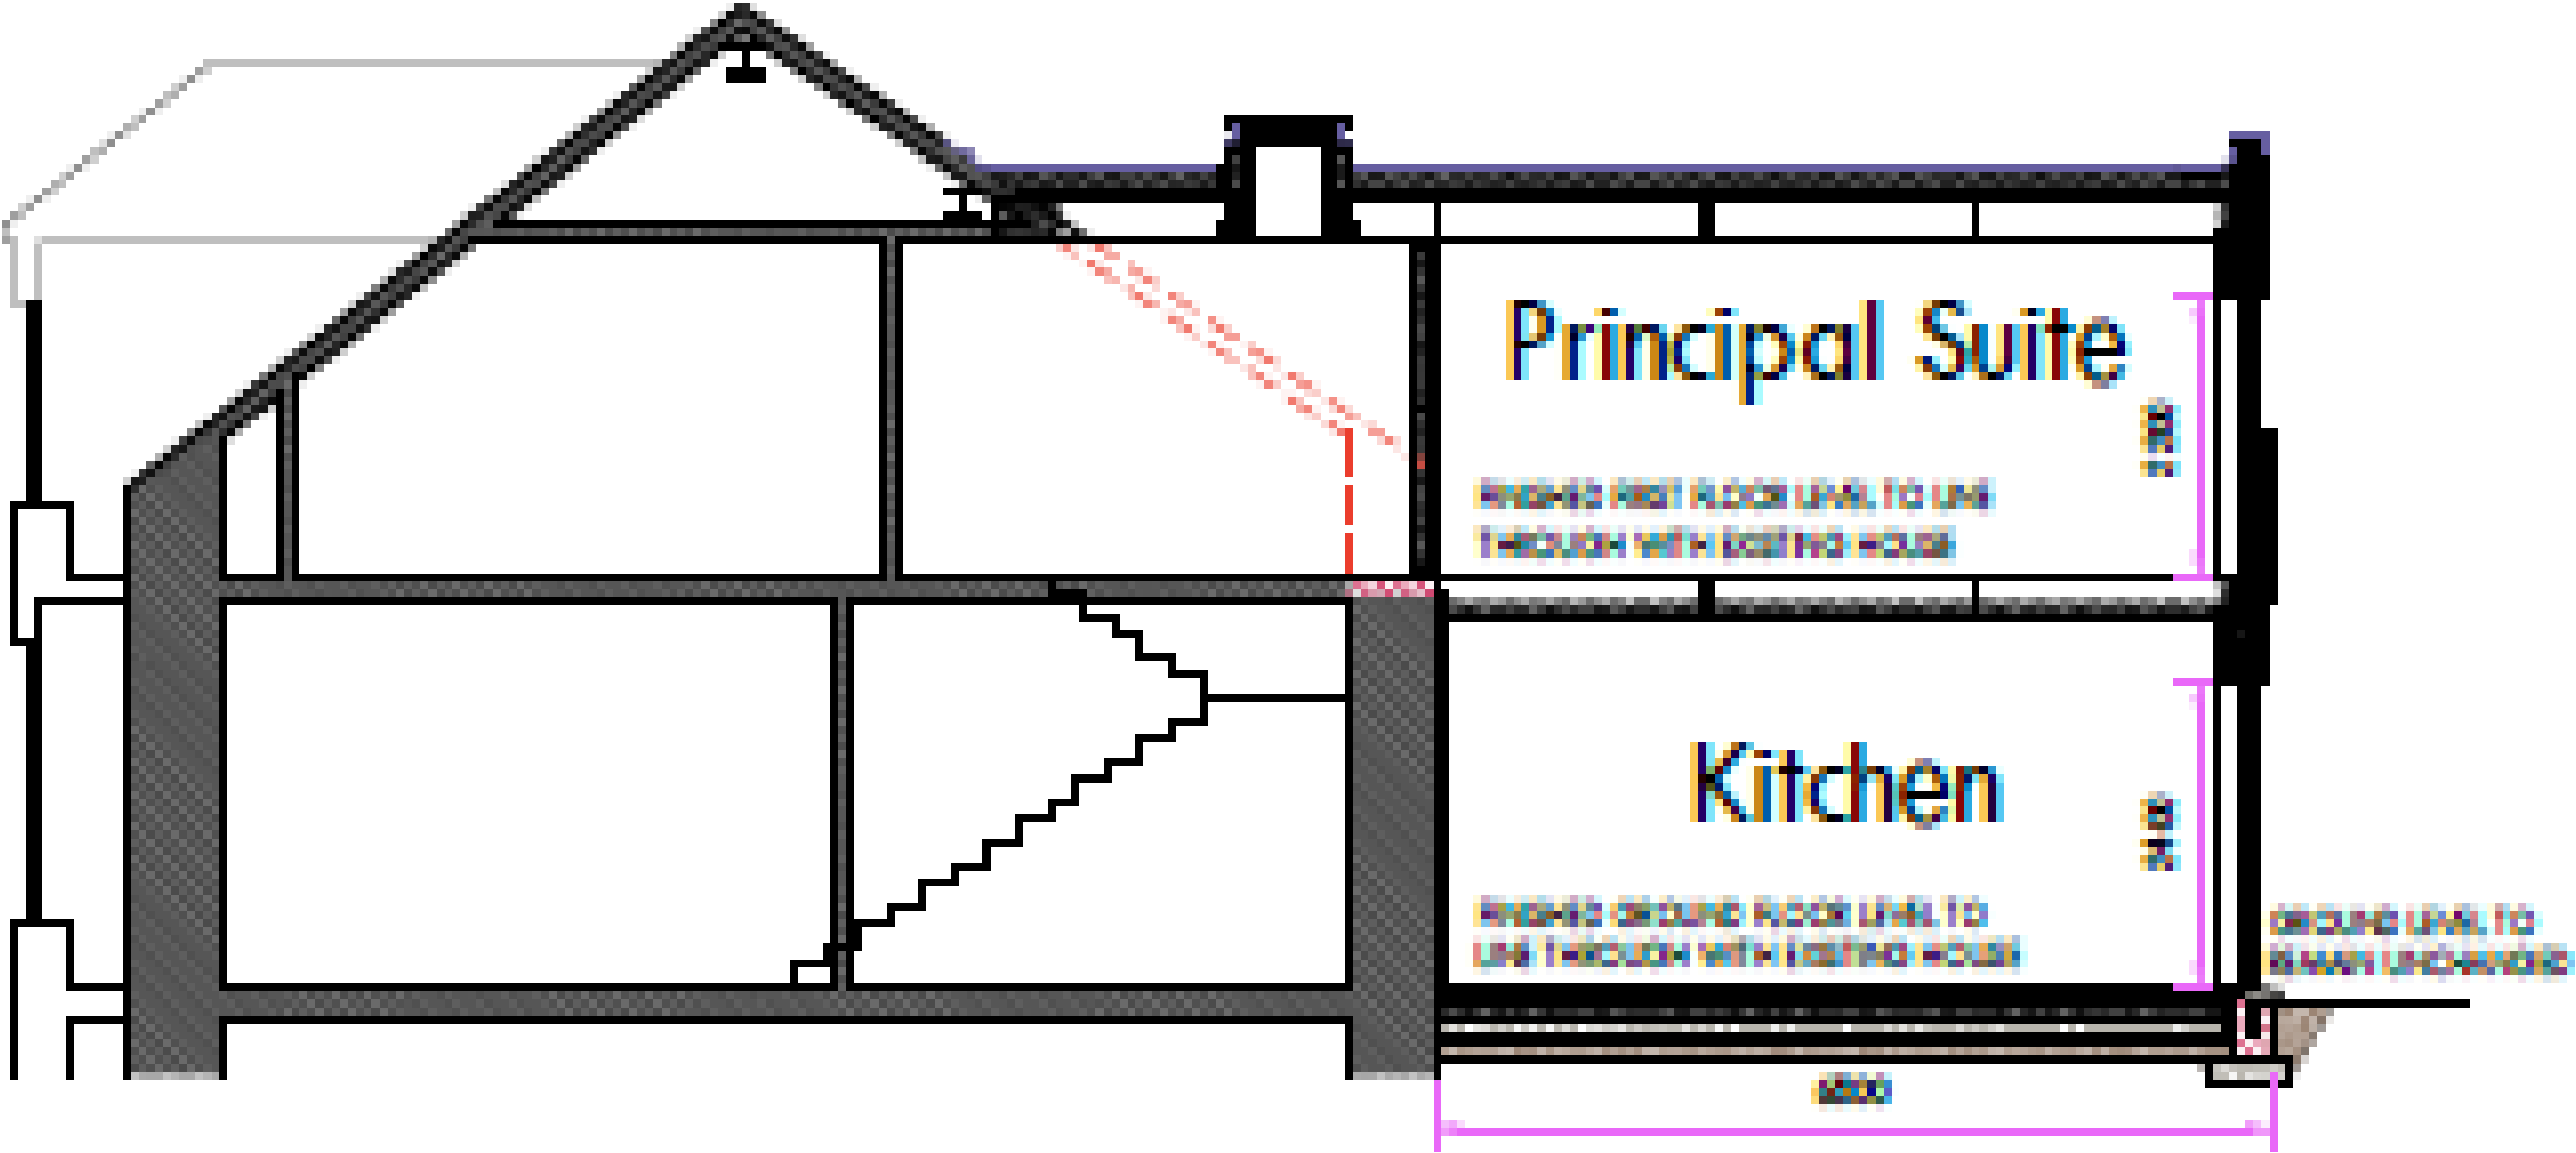 Principal Suite
FINISHED FIRST FLOOR LEVEL TO LINE
THROUGH WITH EXISTING HOUSE
Kitchen
FINISHED GROUND FLOOR LEVEL TO
LINE THROUGH WITH EXISTING HOUSE
GROUND LEVEL TO
REMAIN UNCHANGED